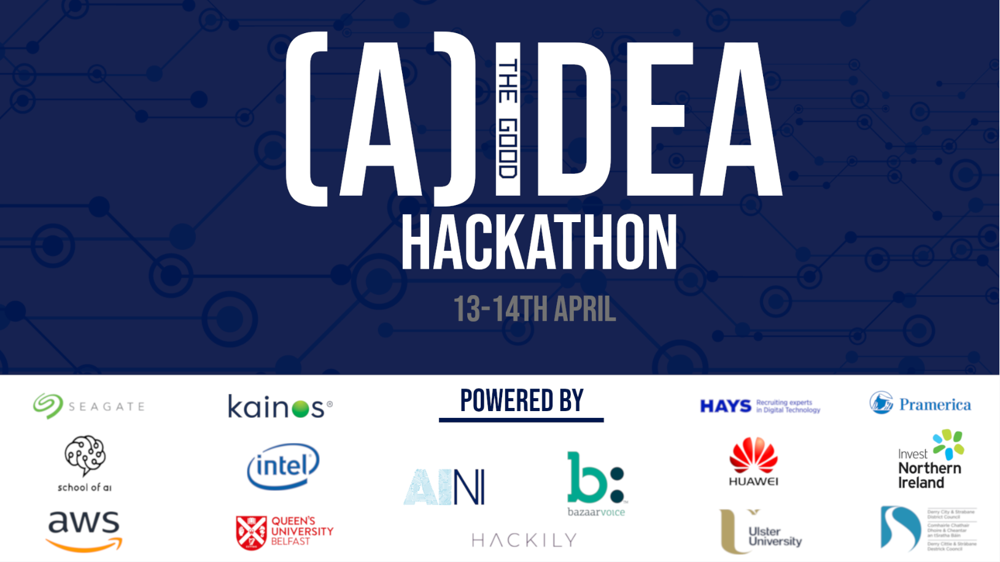 (A)IDEA
THE GOOD
HACKATHON
13-14TH APRIL
POWERED BY
SEAGATE
kainos®
HAYS Recruiting experts
in Digital Technology
Pramerica
school of ai
intel
AINI
b:™
bazaarvoice
HUAWEI
Invest
Northern
Ireland
aws
QUEEN'S
UNIVERSITY
BELFAST
HACKILY
Ulster
University
Derry City & Strabane
District Council
Comhairle Chathair
Dhoire & Cheantar
an tSratha Báin
Derry Cittie & Stràbane
Destrick Cooncil